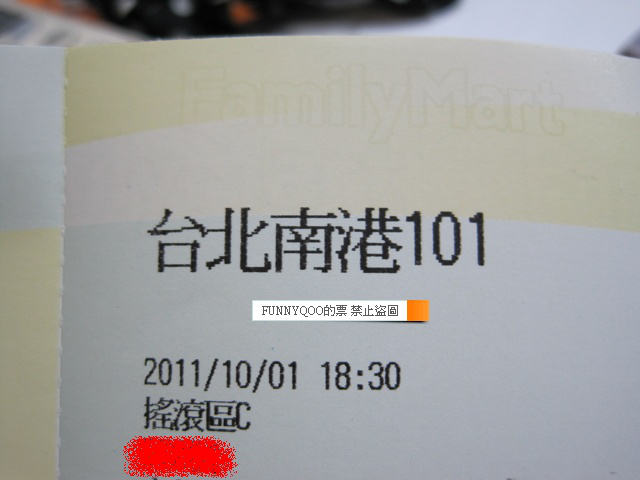 FamilyMart
台北南港101
FUNNYQOO的票 禁止盜圖
2011/10/01 18:30
搖滾區C